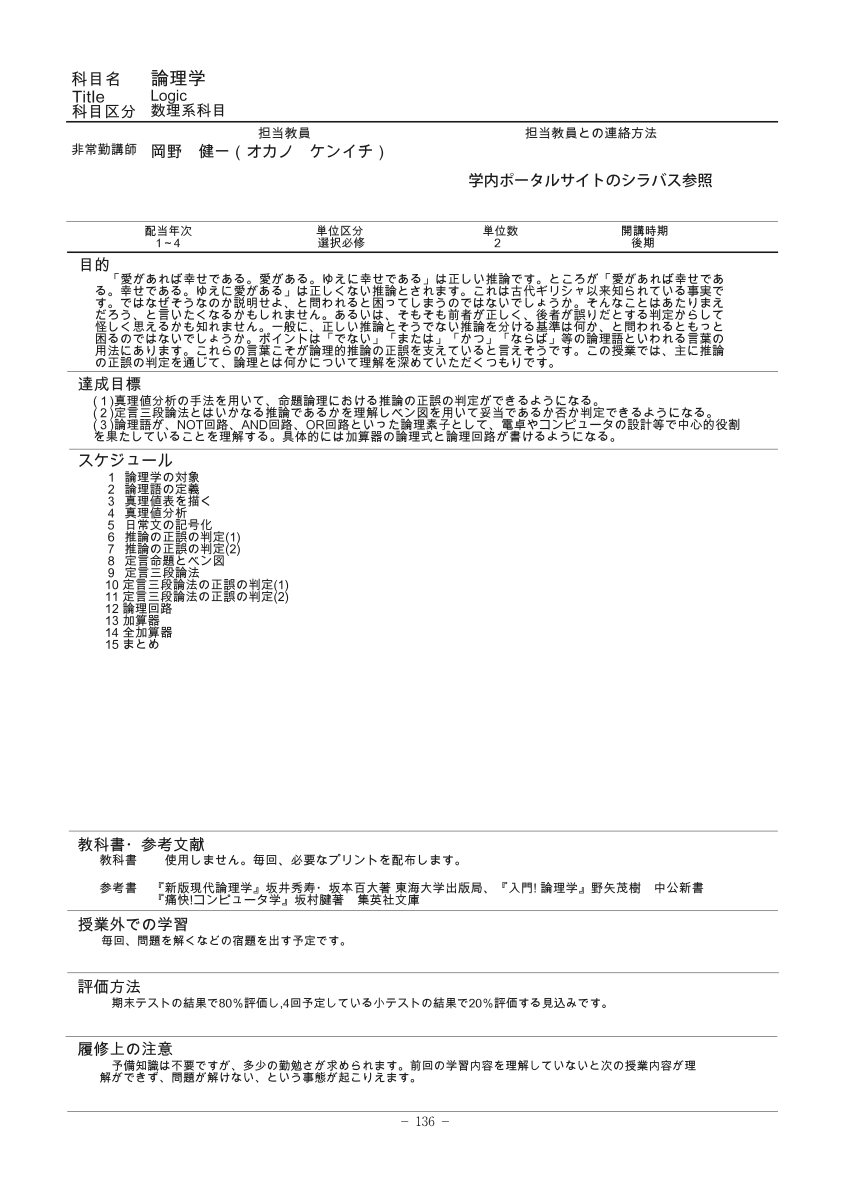 科目名　論理学
Title　Logic
科目区分　数理系科目
担当教員　担当教員との連絡方法
非常勤講師　岡野　健一（オカノ　ケンイチ）
学内ポータルサイトのシラバス参照
配当年次　単位区分　単位数　開講時期
1～4　選択必修　2　後期
目的
「愛があれば幸せである。愛がある。ゆえに幸せである」は正しい推論です。ところが「愛があれば幸せであ
る。幸せである。ゆえに愛がある」は正しくない推論とされます。これは古代ギリシャ以来知られている事実で
す。ではなぜそうなのか説明せよ、と問われると困ってしまうのではないでしょうか。そんなことはあたりまえ
だろう、と言いたくなるかもしれません。あるいは、そもそも前者が正しく、後者が誤りだとする判定からして
怪しく思えるかも知れません。一般に、正しい推論とそうでない推論を分ける基準は何か、と問われるともっと
困るのではないでしょうか。ポイントは「でない」「または」「かつ」「ならば」等の論理語といわれる言葉の
用法にあります。これらの言葉こそが論理的推論の正誤を支えていると言えそうです。この授業では、主に推論
の正誤の判定を通じて、論理とは何かについて理解を深めていただくつもりです。
達成目標
(1)真理値分析の手法を用いて、命題論理における推論の正誤の判定ができるようになる。
(2)定言三段論法とはいかなる推論であるかを理解しベン図を用いて妥当であるか否か判定できるようになる。
(3)論理語が、NOT回路、AND回路、OR回路といった論理素子として、電卓やコンピュータの設計等で中心的役割
を果たしていることを理解する。具体的には加算器の論理式と論理回路が書けるようになる。
スケジュール
1 論理学の対象
2 論理語の定義
3 真理値表を描く
4 真理値分析
5 日常文の記号化
6 推論の正誤の判定(1)
7 推論の正誤の判定(2)
8 定言命題とベン図
9 定言三段論法
10 定言三段論法の正誤の判定(1)
11 定言三段論法の正誤の判定(2)
12 論理回路
13 加算器
14 全加算器
15 まとめ
教科書・参考文献
教科書　使用しません。毎回、必要なプリントを配布します。
参考書　『新版現代論理学』坂井秀寿・坂本百大著 東海大学出版局、『入門! 論理学』野矢茂樹　中公新書
『痛快!コンピュータ学』坂村健著　集英社文庫
授業外での学習
毎回、問題を解くなどの宿題を出す予定です。
評価方法
期末テストの結果で80％評価し,4回予定している小テストの結果で20％評価する見込みです。
履修上の注意
予備知識は不要ですが、多少の勤勉さが求められます。前回の学習内容を理解していないと次の授業内容が理
解ができず、問題が解けない、という事態が起こりえます。
－ 136 －